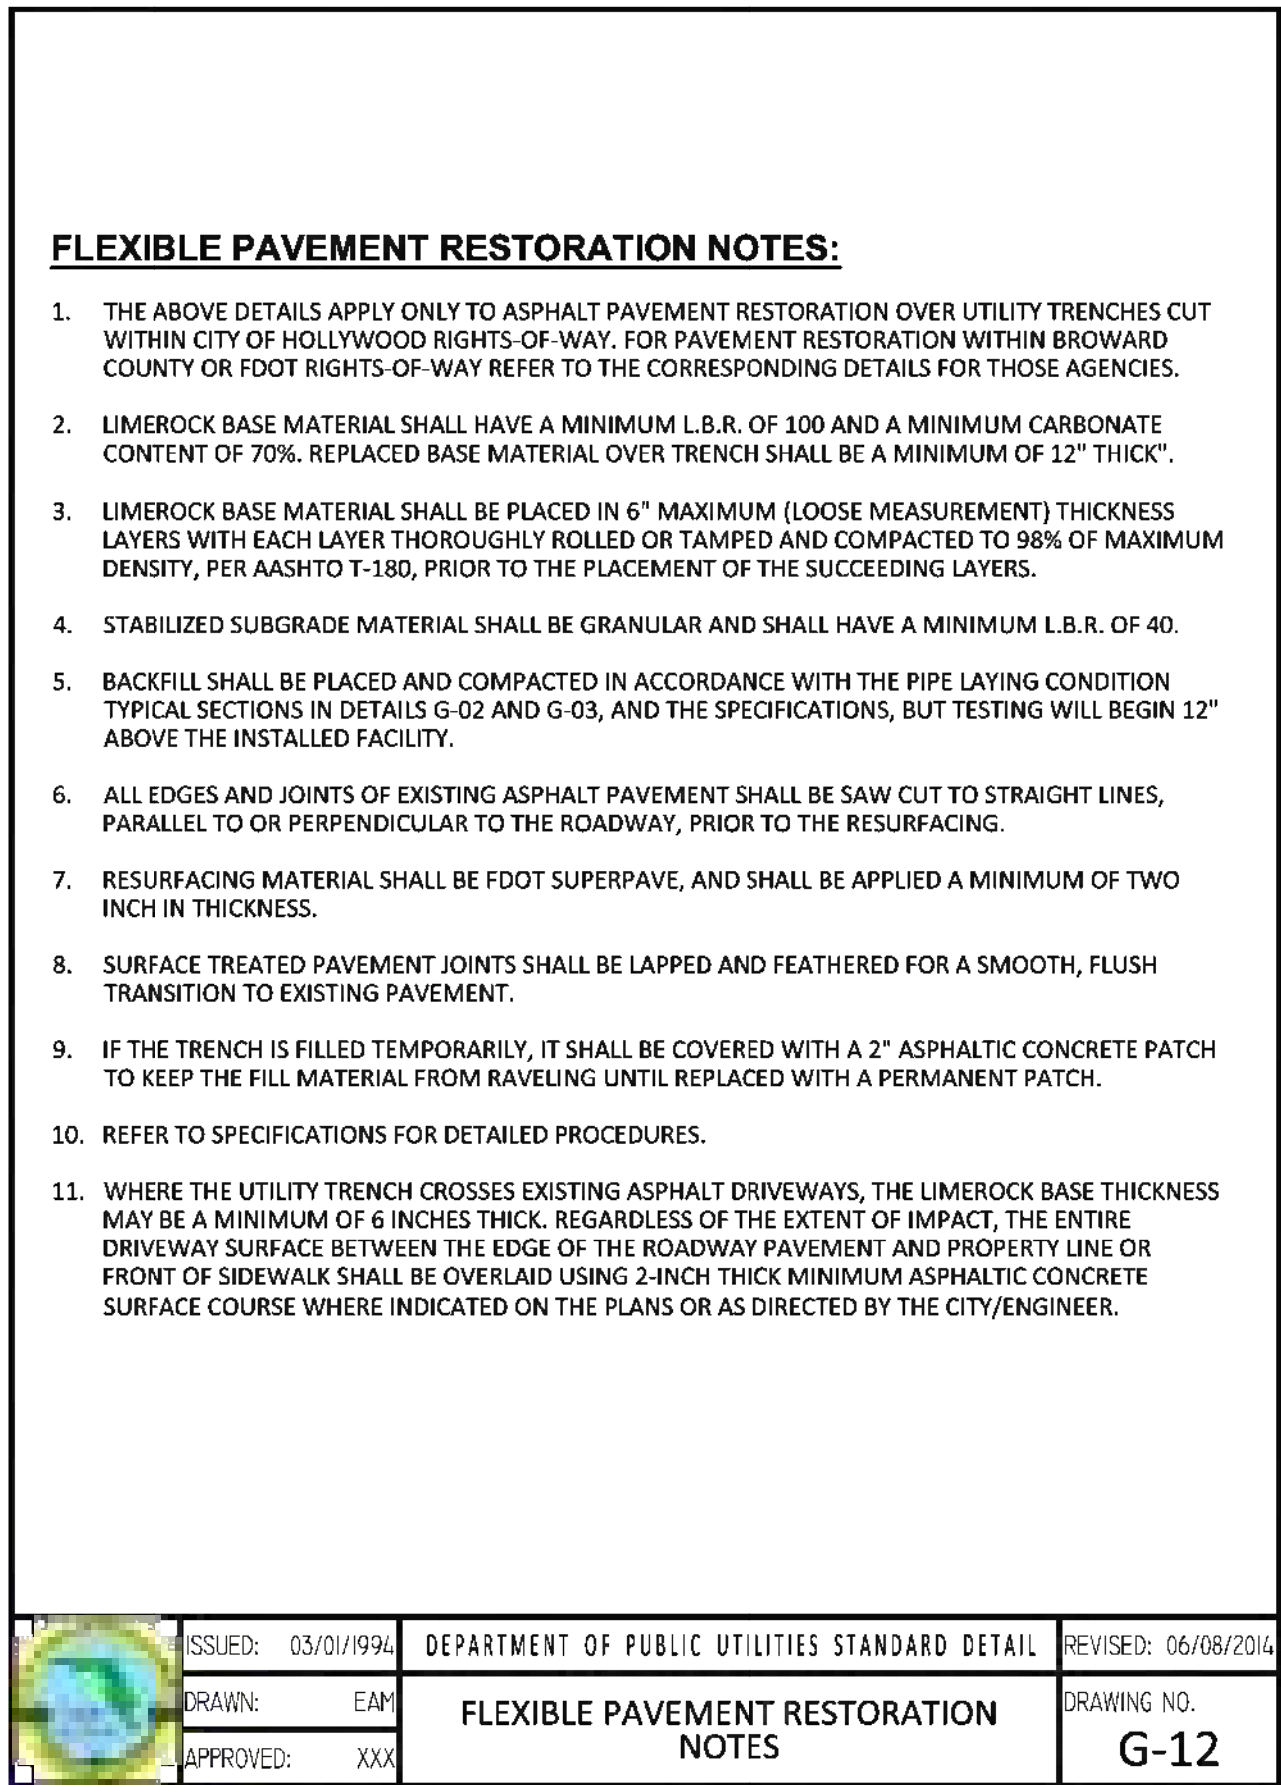 FLEXIBLE PAVEMENT RESTORATION NOTES:
1. THE ABOVE DETAILS APPLY ONLY TO ASPHALT PAVEMENT RESTORATION OVER UTILITY TRENCHES CUT
WITHIN CITY OF HOLLYWOOD RIGHTS-OF-WAY. FOR PAVEMENT RESTORATION WITHIN BROWARD
COUNTY OR FDOT RIGHTS-OF-WAY REFER TO THE CORRESPONDING DETAILS FOR THOSE AGENCIES.
2. LIMEROCK BASE MATERIAL SHALL HAVE A MINIMUM L.B.R. OF 100 AND A MINIMUM CARBONATE
CONTENT OF 70%. REPLACED BASE MATERIAL OVER TRENCH SHALL BE A MINIMUM OF 12" THICK".
3. LIMEROCK BASE MATERIAL SHALL BE PLACED IN 6" MAXIMUM (LOOSE MEASUREMENT) THICKNESS
LAYERS WITH EACH LAYER THOROUGHLY ROLLED OR TAMPED AND COMPACTED TO 98% OF MAXIMUM
DENSITY, PER AASHTO T-180, PRIOR TO THE PLACEMENT OF THE SUCCEEDING LAYERS.
4. STABILIZED SUBGRADE MATERIAL SHALL BE GRANULAR AND SHALL HAVE A MINIMUM L.B.R. OF 40.
5. BACKFILL SHALL BE PLACED AND COMPACTED IN ACCORDANCE WITH THE PIPE LAYING CONDITION
TYPICAL SECTIONS IN DETAILS G-02 AND G-03, AND THE SPECIFICATIONS, BUT TESTING WILL BEGIN 12"
ABOVE THE INSTALLED FACILITY.
6. ALL EDGES AND JOINTS OF EXISTING ASPHALT PAVEMENT SHALL BE SAW CUT TO STRAIGHT LINES,
PARALLEL TO OR PERPENDICULAR TO THE ROADWAY, PRIOR TO THE RESURFACING.
7. RESURFACING MATERIAL SHALL BE FDOT SUPERPAVE, AND SHALL BE APPLIED A MINIMUM OF TWO
INCH IN THICKNESS.
8. SURFACE TREATED PAVEMENT JOINTS SHALL BE LAPPED AND FEATHERED FOR A SMOOTH, FLUSH
TRANSITION TO EXISTING PAVEMENT.
9. IF THE TRENCH IS FILLED TEMPORARILY, IT SHALL BE COVERED WITH A 2" ASPHALTIC CONCRETE PATCH
TO KEEP THE FILL MATERIAL FROM RAVELING UNTIL REPLACED WITH A PERMANENT PATCH.
10. REFER TO SPECIFICATIONS FOR DETAILED PROCEDURES.
11. WHERE THE UTILITY TRENCH CROSSES EXISTING ASPHALT DRIVEWAYS, THE LIMEROCK BASE THICKNESS
MAY BE A MINIMUM OF 6 INCHES THICK. REGARDLESS OF THE EXTENT OF IMPACT, THE ENTIRE
DRIVEWAY SURFACE BETWEEN THE EDGE OF THE ROADWAY PAVEMENT AND PROPERTY LINE OR
FRONT OF SIDEWALK SHALL BE OVERLAID USING 2-INCH THICK MINIMUM ASPHALTIC CONCRETE
SURFACE COURSE WHERE INDICATED ON THE PLANS OR AS DIRECTED BY THE CITY/ENGINEER.
ISSUED: 03/01/1994
DRAWN: EAM
APPROVED: XXX
DEPARTMENT OF PUBLIC UTILITIES STANDARD DETAIL
FLEXIBLE PAVEMENT RESTORATION
NOTES
REVISED: 06/08/2014
DRAWING NO.
G-12